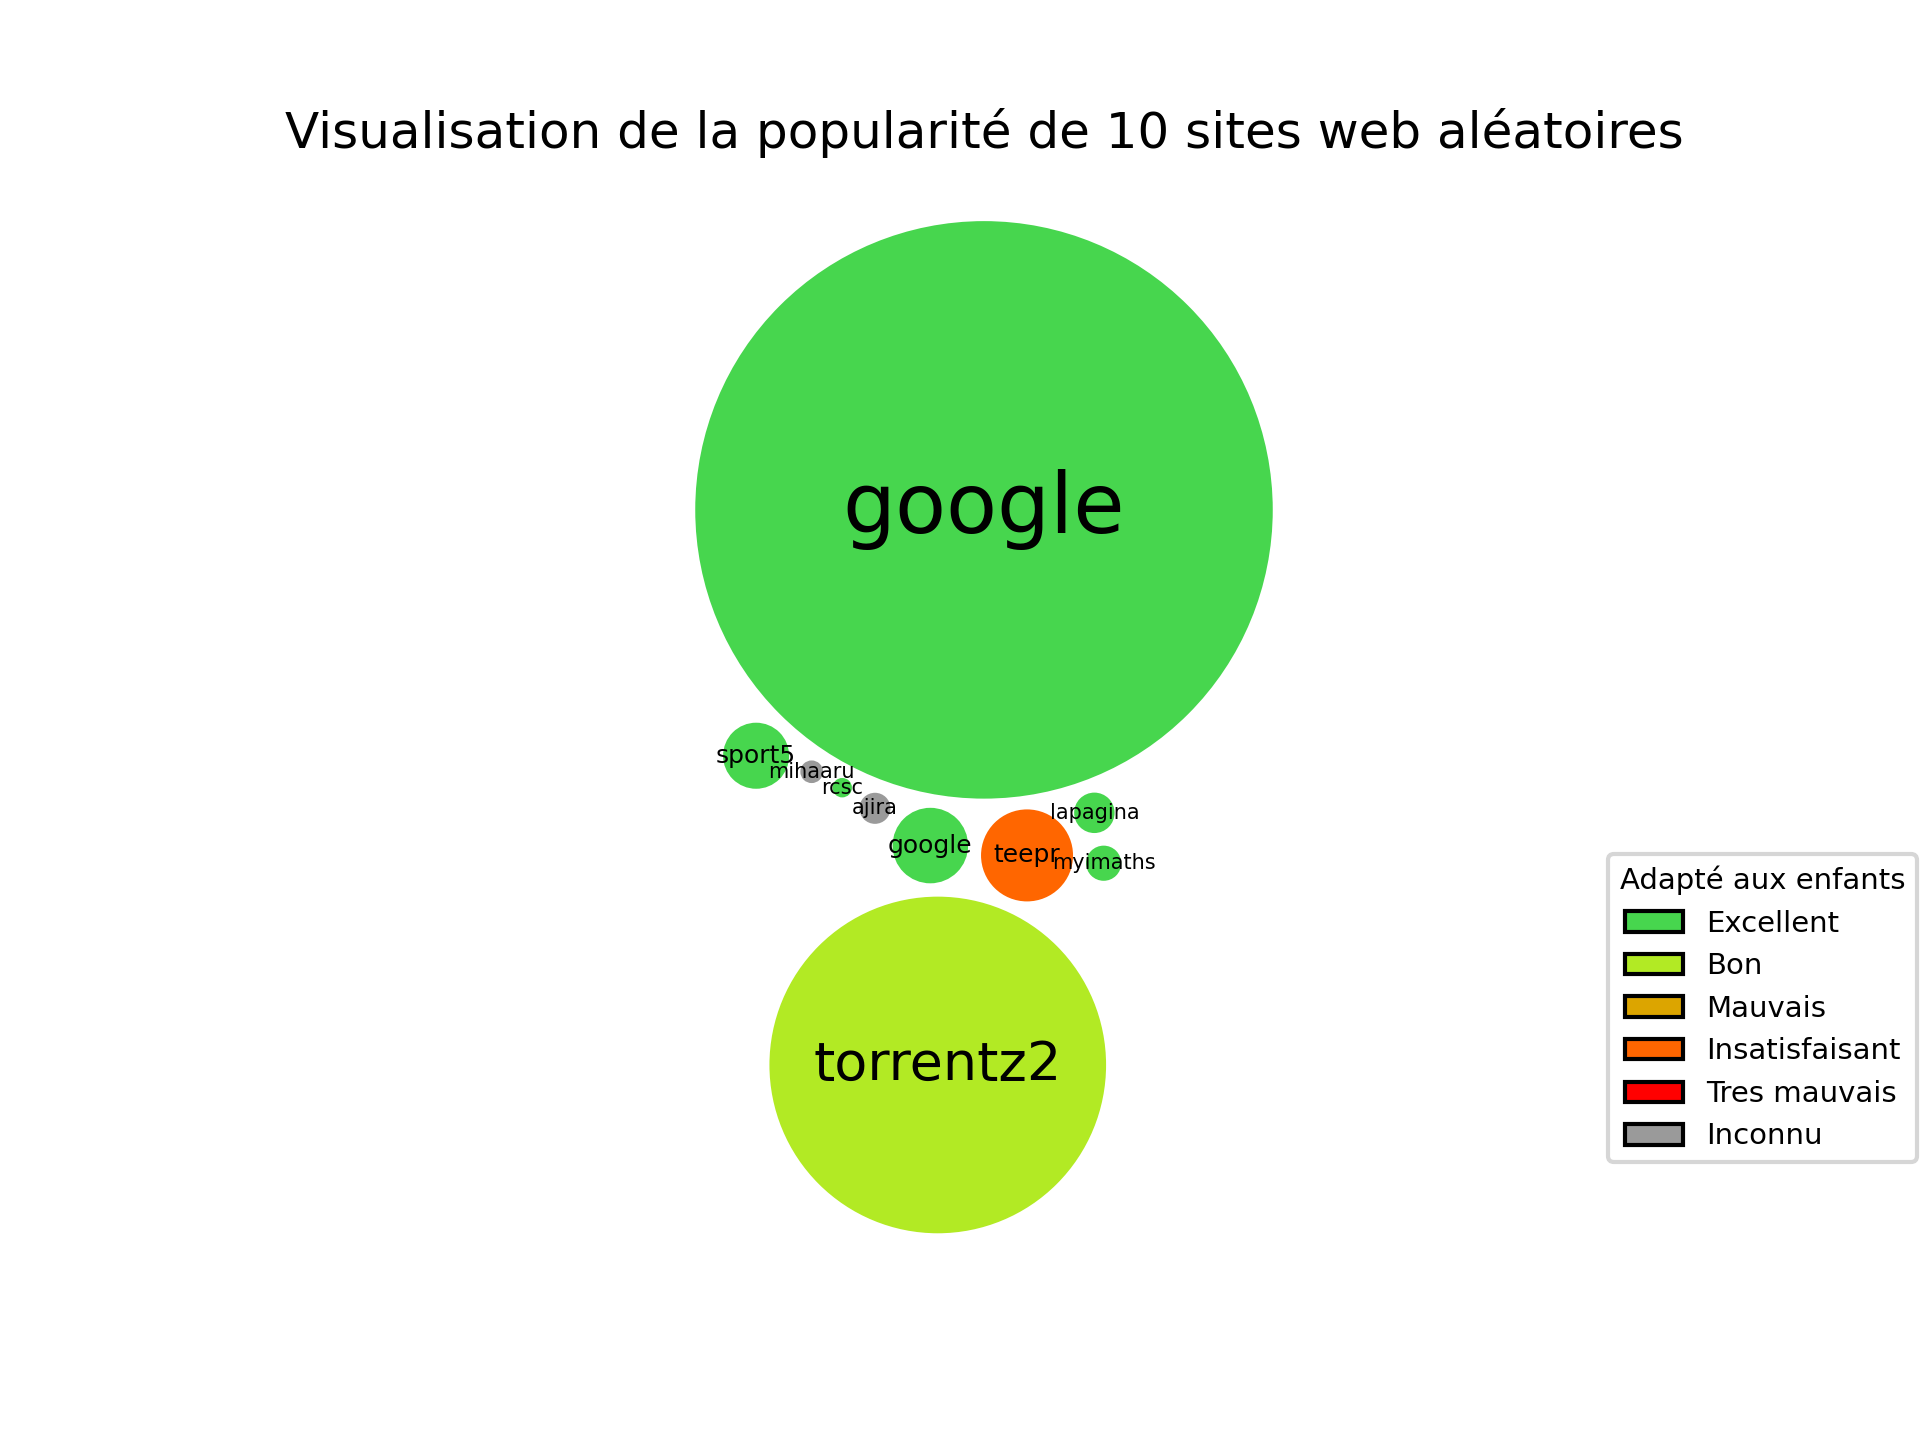 Visualisation de la popularité de 10 sites web aléatoires
google
sport5
mihaaru
rcsc
ajira
google
teepr
lapagina
myimaths
torrentz2
Adapté aux enfants
Excellent
Bon
Mauvais
Insatisfaisant
Tres mauvais
Inconnu